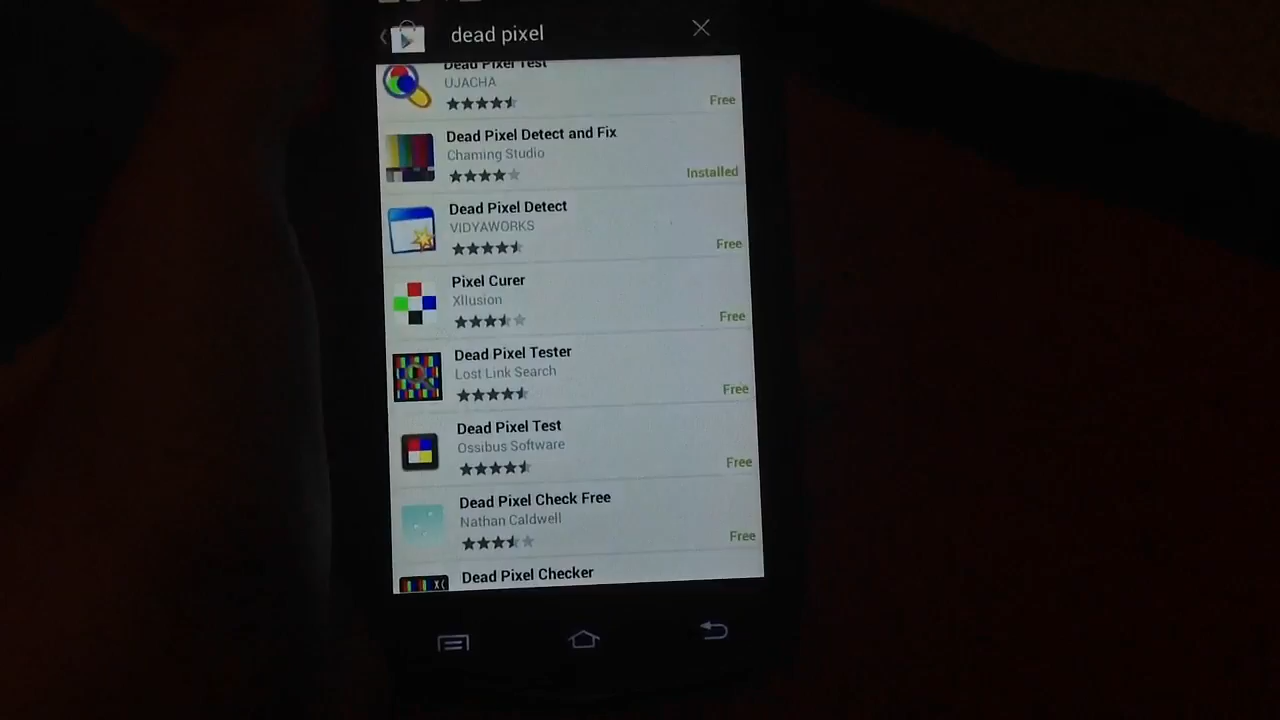 dead pixel
Dead Pixel Test
UJACHA
Free
Dead Pixel Detect and Fix
Chaming Studio
Installed
Dead Pixel Detect
VIDYAWORKS
Free
Pixel Curer
Xllusion
Free
Dead Pixel Tester
Lost Link Search
Free
Dead Pixel Test
Ossibus Software
Free
Dead Pixel Check Free
Nathan Caldwell
Free
Dead Pixel Checker